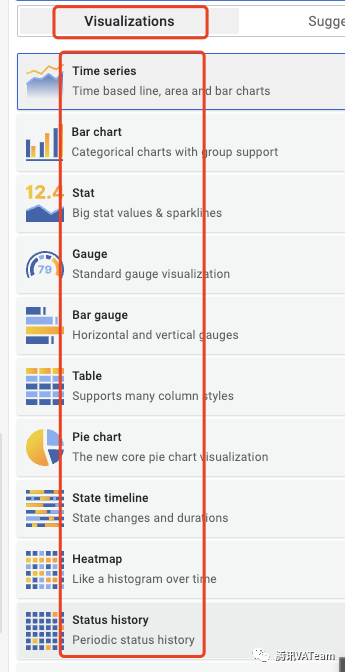 Visualizations
Sugge
Time series
Time based line, area and bar charts
Bar chart
Categorical charts with group support
12.4
Stat
Big stat values & sparklines
Gauge
79
Standard gauge visualization
Bar gauge
Horizontal and vertical gauges
Table
Supports many column styles
Pie chart
The new core pie chart visualization
State timeline
State changes and durations
Heatmap
Like a histogram over time
Status history
Periodic status history
腾讯VATeam